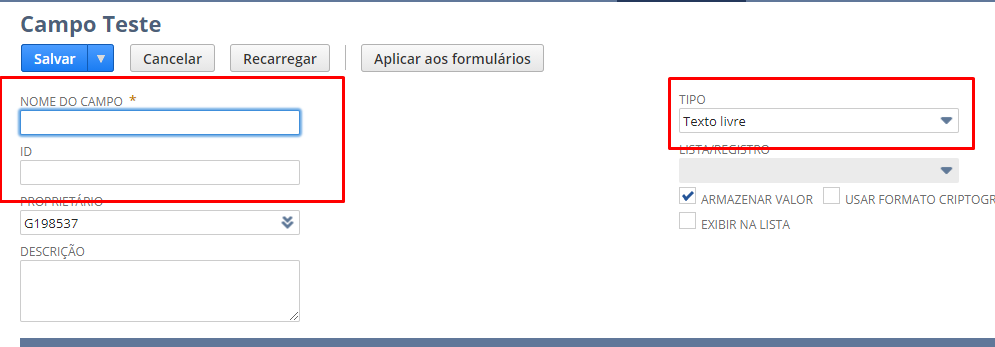 Campo Teste
Salvar Cancelar Recarregar Aplicar aos formulários
NOME DO CAMPO *
TIPO
Texto livre
ID
LISTA/REGISTRO
PROPRIETÁRIO
ARMAZENAR VALOR USAR FORMATO CRIPTOGR
G198537
EXIBIR NA LISTA
DESCRIÇÃO